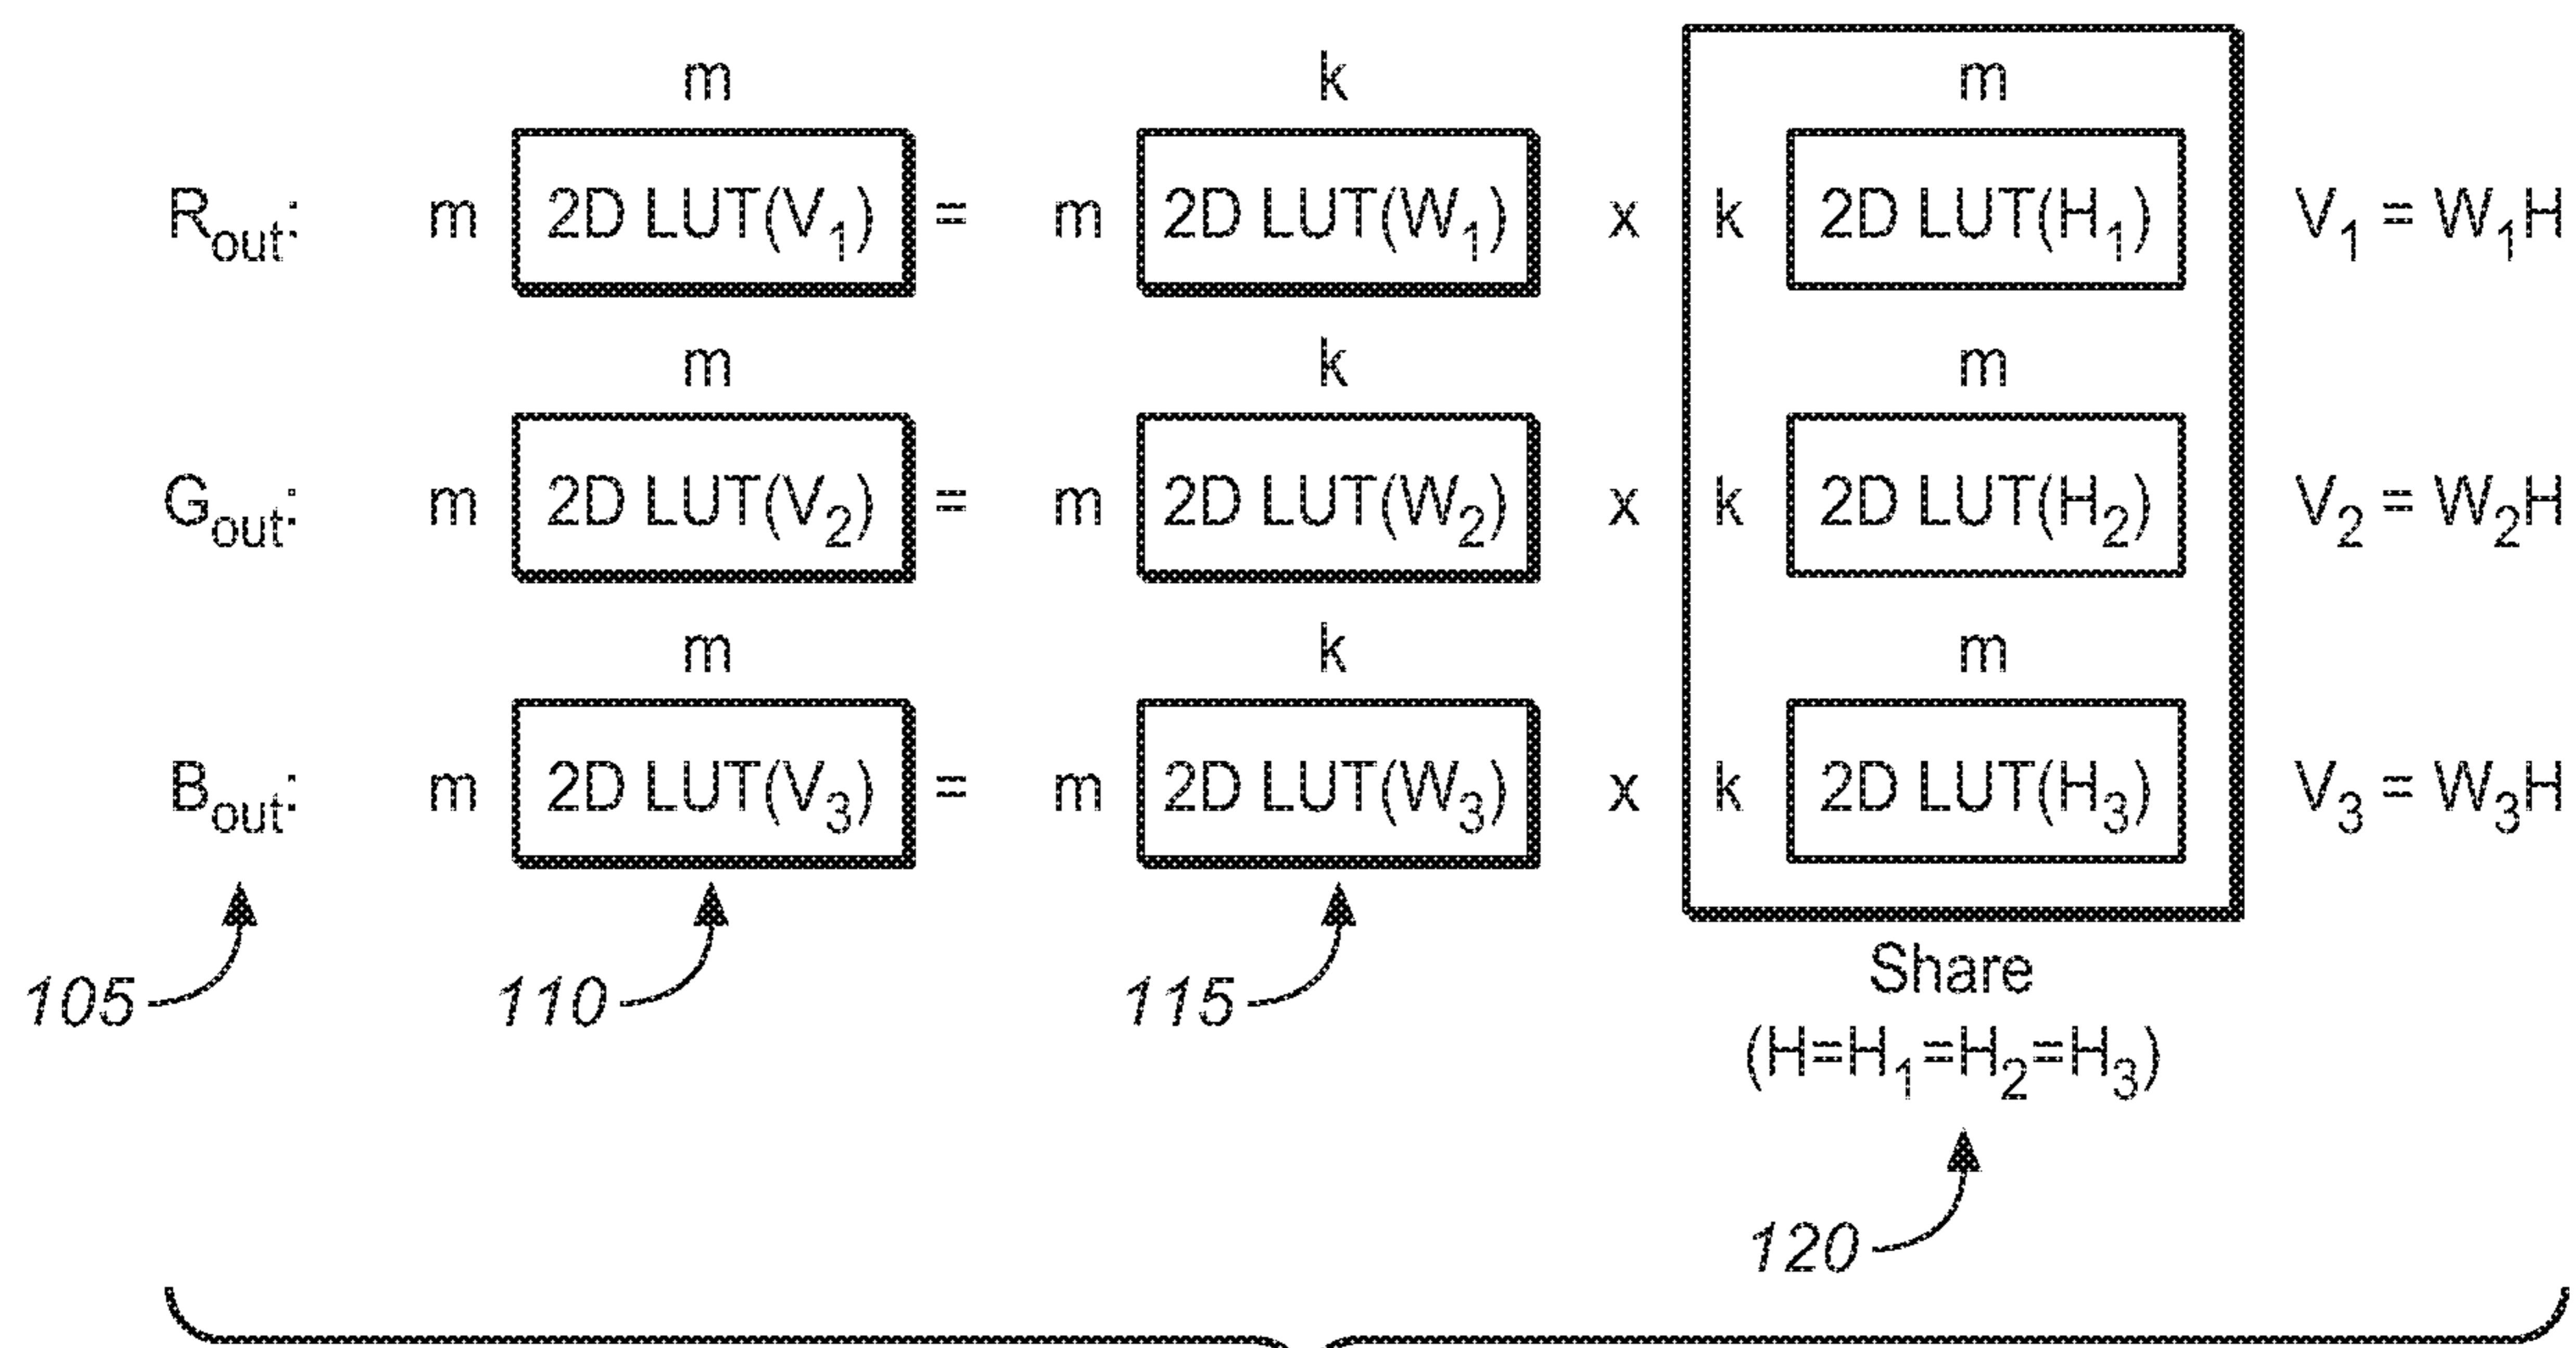 m k m
R_out: m 2D LUT(V_1) = m 2D LUT(W_1) x k 2D LUT(H_1) V_1 = W_1H
m k m
G_out: m 2D LUT(V_2) = m 2D LUT(W_2) x k 2D LUT(H_2) V_2 = W_2H
m k m
B_out: m 2D LUT(V_3) = m 2D LUT(W_3) x k 2D LUT(H_3) V_3 = W_3H
105 110 115 Share
(H=H_1=H_2=H_3)
120